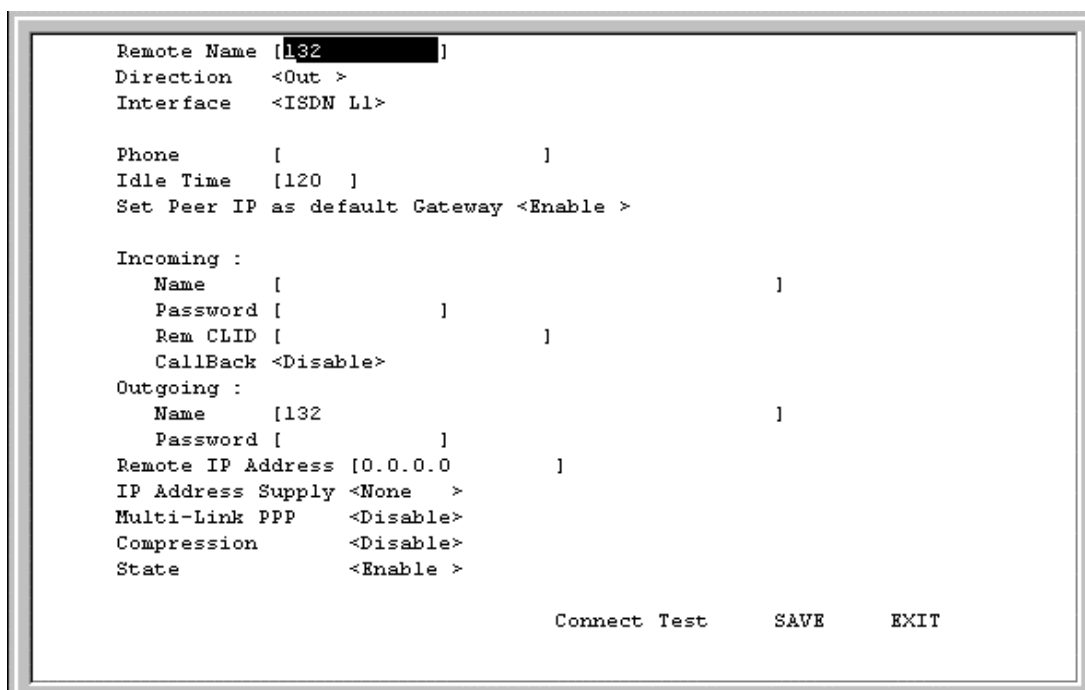 Remote Name [132 ]
Direction <Out >
Interface <ISDN L1>
Phone [ ]
Idle Time [120 ]
Set Peer IP as default Gateway <Enable >
Incoming :
Name [ ]
Password [ ]
Rem CLID [ ]
CallBack <Disable>
Outgoing :
Name [132 ]
Password [ ]
Remote IP Address [0.0.0.0 ]
IP Address Supply <None >
Multi-Link PPP <Disable>
Compression <Disable>
State <Enable >
Connect Test SAVE EXIT